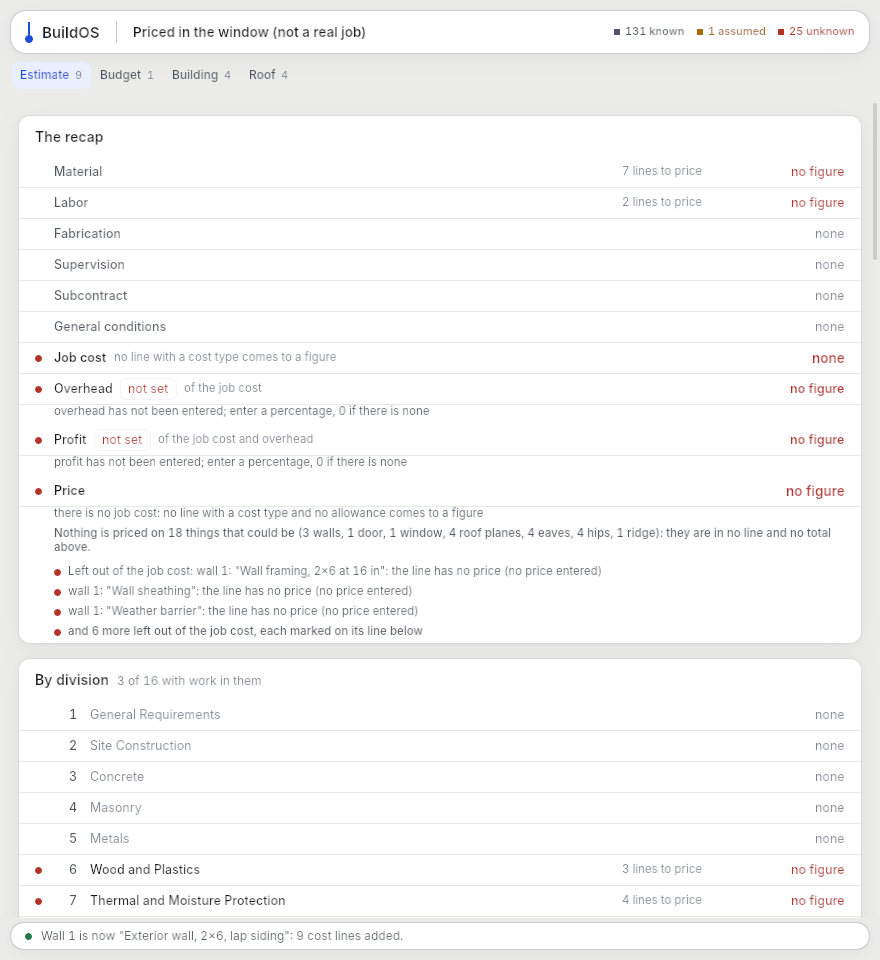 BuildOS
Priced in the window (not a real job)
131 known
1 assumed
25 unknown
Estimate 9
Budget 1
Building 4
Roof 4
The recap
Material 7 lines to price no figure
Labor 2 lines to price no figure
Fabrication none
Supervision none
Subcontract none
General conditions none
Job cost no line with a cost type comes to a figure none
Overhead not set of the job cost no figure
overhead has not been entered; enter a percentage, 0 if there is none
Profit not set of the job cost and overhead no figure
profit has not been entered; enter a percentage, 0 if there is none
Price no figure
there is no job cost: no line with a cost type and no allowance comes to a figure
Nothing is priced on 18 things that could be (3 walls, 1 door, 1 window, 4 roof planes, 4 eaves, 4 hips, 1 ridge): they are in no line and no total
above.
Left out of the job cost: wall 1: "Wall framing, 2×6 at 16 in": the line has no price (no price entered)
wall 1: "Wall sheathing": the line has no price (no price entered)
wall 1: "Weather barrier": the line has no price (no price entered)
and 6 more left out of the job cost, each marked on its line below
By division 3 of 16 with work in them
1 General Requirements none
2 Site Construction none
3 Concrete none
4 Masonry none
5 Metals none
6 Wood and Plastics 3 lines to price no figure
7 Thermal and Moisture Protection 4 lines to price no figure
Wall 1 is now "Exterior wall, 2×6, lap siding": 9 cost lines added.